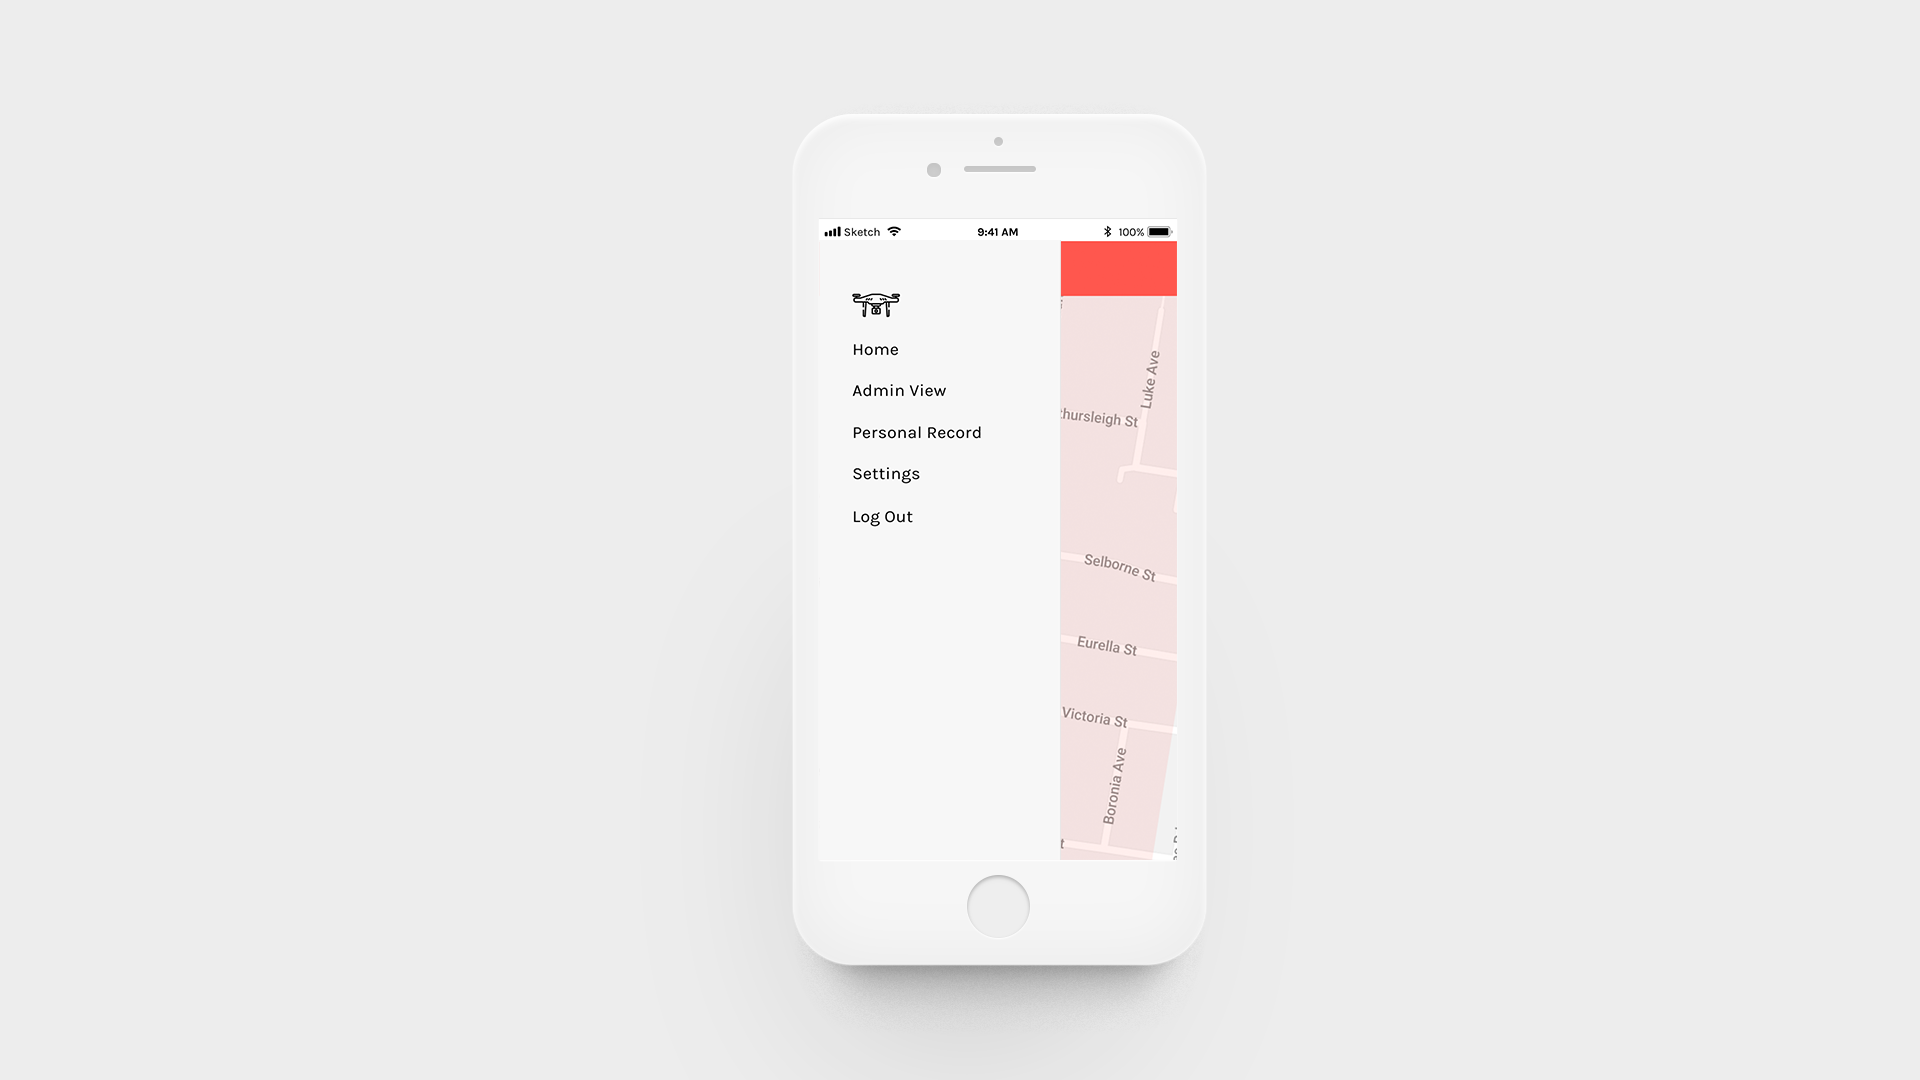 Sketch 9:41 AM 100%
Home
Admin View
Personal Record
Settings
Log Out
Luke Ave
hursleigh St
Selborne St
Eurella St
Victoria St
Boronia Ave